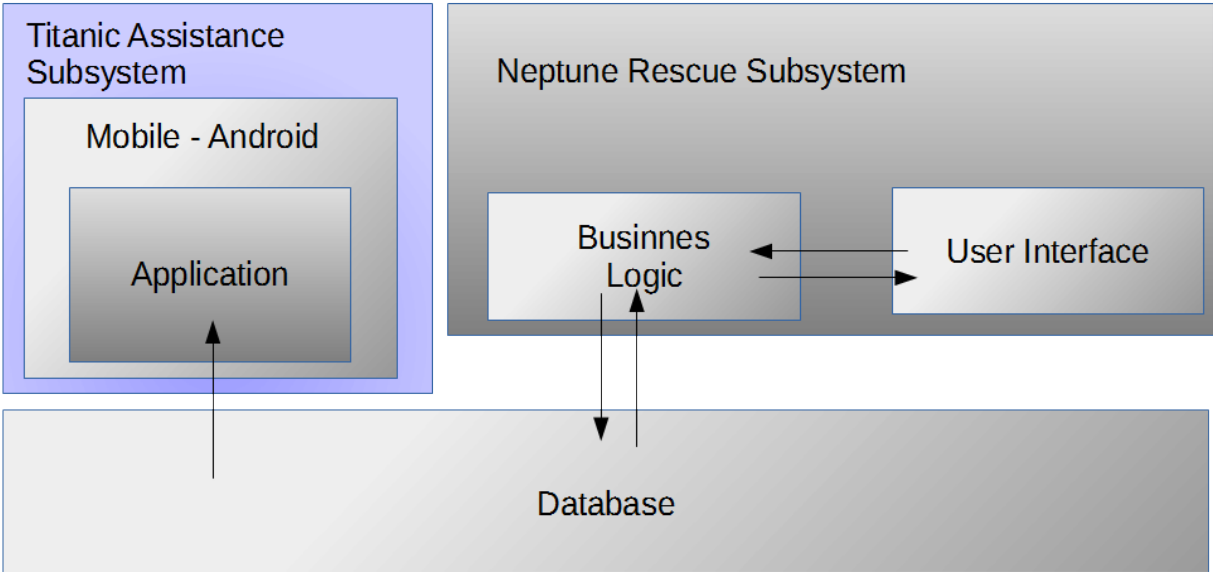 Titanic Assistance
Subsystem
Mobile - Android
Application
Neptune Rescue Subsystem
Businnes
Logic
User Interface
Database